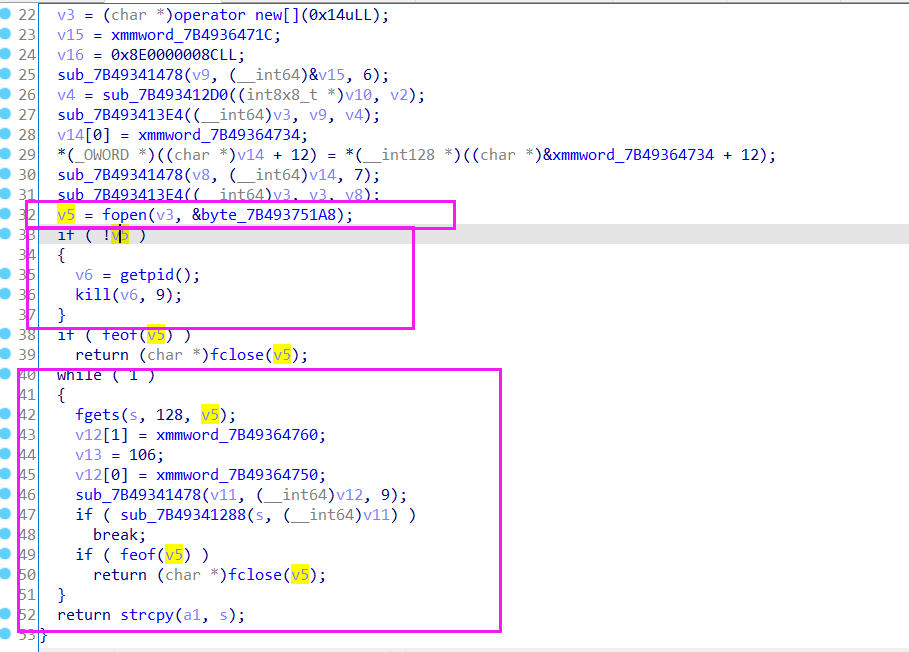 22 v3 = (char *)operator new[](0x14uLL);
23 v15 = xmmword_7B4936471C;
24 v16 = 0x8E0000008CLL;
25 sub_7B49341478(v9, (__int64)&v15, 6);
26 v4 = sub_7B493412D0((int8x8_t *)v10, v2);
27 sub_7B493413E4((__int64)v3, v9, v4);
28 v14[0] = xmmword_7B49364734;
29 *(_OWORD *)((char *)v14 + 12) = *(__int128 *)((char *)&xmmword_7B49364734 + 12);
30 sub_7B49341478(v8, (__int64)v14, 7);
31 sub_7B493413E4((__int64)v3, v3, v8);
32 v5 = fopen(v3, &byte_7B493751A8);
33 if ( !v5 )
34 {
35 v6 = getpid();
36 kill(v6, 9);
37 }
38 if ( feof(v5) )
39 return (char *)fclose(v5);
40 while ( 1 )
41 {
42 fgets(s, 128, v5);
43 v12[1] = xmmword_7B49364760;
44 v13 = 106;
45 v12[0] = xmmword_7B49364750;
46 sub_7B49341478(v11, (__int64)v12, 9);
47 if ( sub_7B49341288(s, (__int64)v11) )
48 break;
49 if ( feof(v5) )
50 return (char *)fclose(v5);
51 }
52 return strcpy(a1, s);
53 }